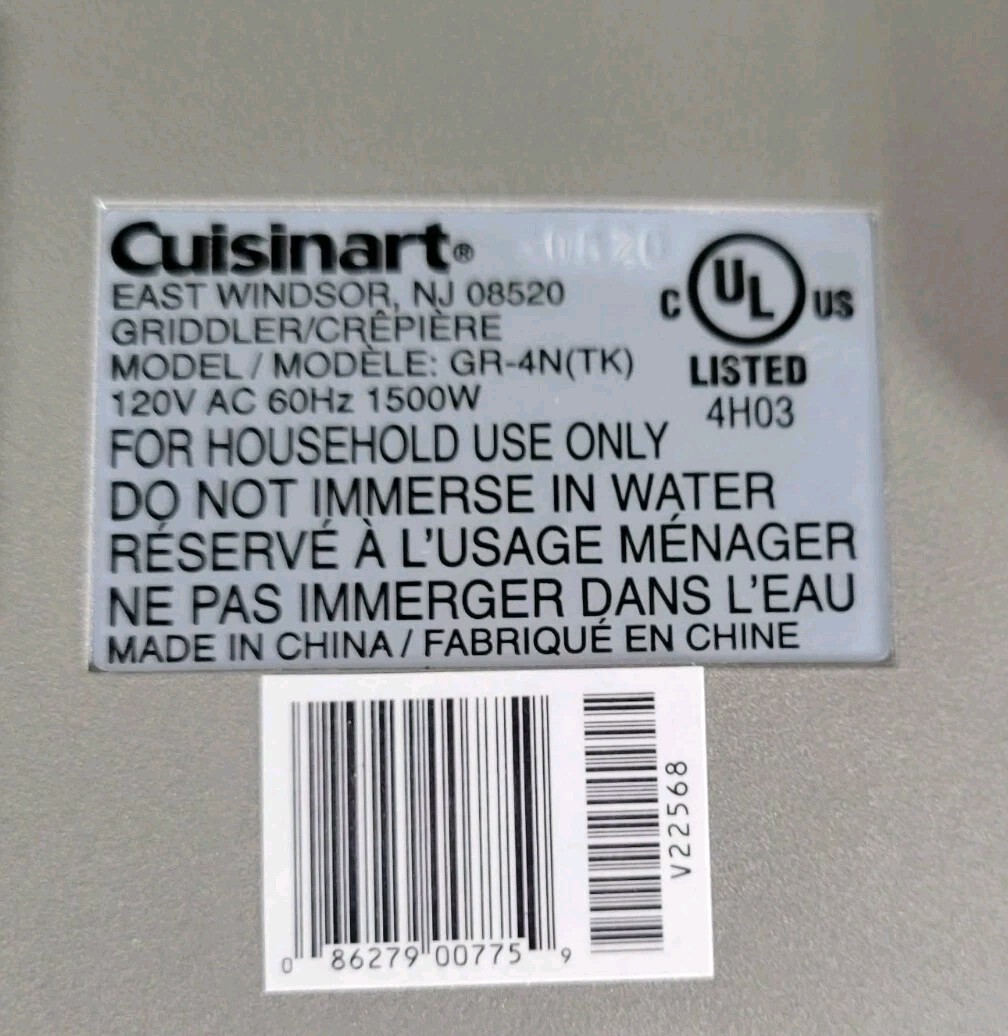 Cuisinart®
EAST WINDSOR, NJ 08520
GRIDDLER/CRÊPIÈRE
MODEL / MODÈLE: GR-4N(TK)
120V AC 60Hz 1500W
FOR HOUSEHOLD USE ONLY
DO NOT IMMERSE IN WATER
RÉSERVÉ À L'USAGE MÉNAGER
NE PAS IMMERGER DANS L'EAU
MADE IN CHINA / FABRIQUÉ EN CHINE
C UL US
LISTED
4H03
0 86279 00775 9
V22568